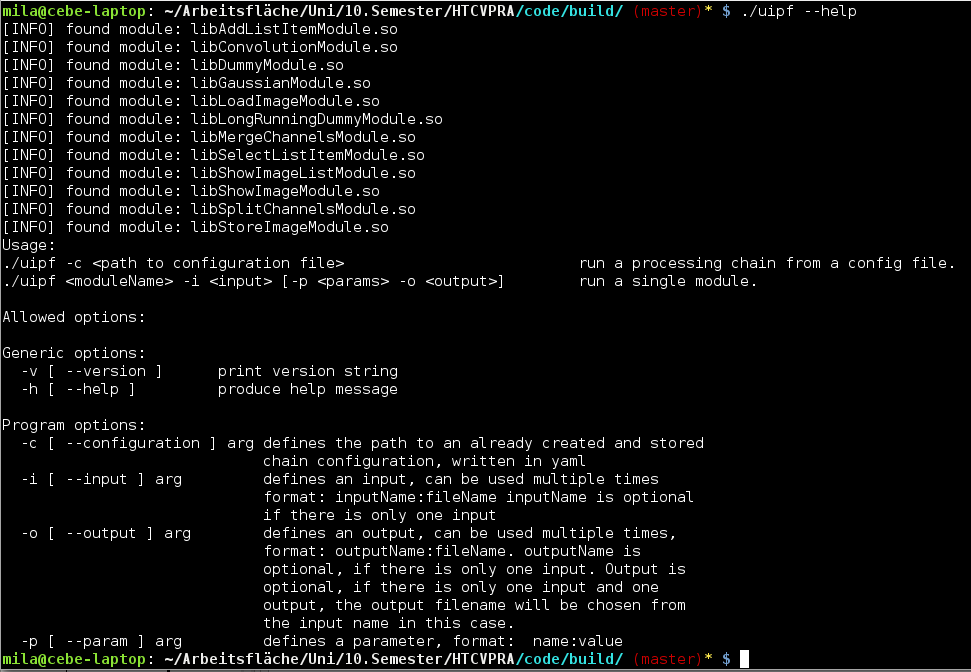 mila@cebe-laptop: ~/Arbeitsfläche/Uni/10.Semester/HTCVPRA/code/build/ (master)* $ ./uipf --help
[INFO] found module: libAddListItemModule.so
[INFO] found module: libConvolutionModule.so
[INFO] found module: libDummyModule.so
[INFO] found module: libGaussianModule.so
[INFO] found module: libLoadImageModule.so
[INFO] found module: libLongRunningDummyModule.so
[INFO] found module: libMergeChannelsModule.so
[INFO] found module: libSelectListItemModule.so
[INFO] found module: libShowImageListModule.so
[INFO] found module: libShowImageModule.so
[INFO] found module: libSplitChannelsModule.so
[INFO] found module: libStoreImageModule.so
Usage:
./uipf -c <path to configuration file>                          run a processing chain from a config file.
./uipf <moduleName> -i <input> [-p <params> -o <output>]        run a single module.

Allowed options:

Generic options:
  -v [ --version ]      print version string
  -h [ --help ]         produce help message

Program options:
  -c [ --configuration ] arg defines the path to an already created and stored
                             chain configuration, written in yaml
  -i [ --input ] arg         defines an input, can be used multiple times
                             format: inputName:fileName inputName is optional
                             if there is only one input
  -o [ --output ] arg        defines an output, can be used multiple times,
                             format: outputName:fileName. outputName is
                             optional, if there is only one input. Output is
                             optional, if there is only one input and one
                             output, the output filename will be chosen from
                             the input name in this case.
  -p [ --param ] arg         defines a parameter, format:  name:value
mila@cebe-laptop: ~/Arbeitsfläche/Uni/10.Semester/HTCVPRA/code/build/ (master)* $